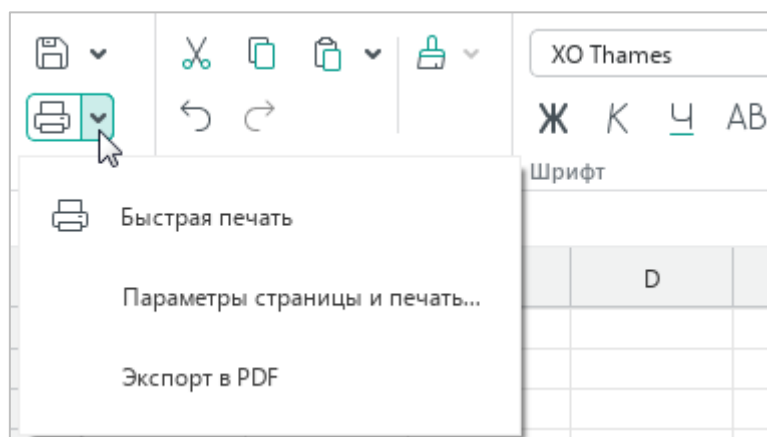 XO Thames
Ж К Ч АВ
Шрифт
Быстрая печать
D
Параметры страницы и печать...
Экспорт в PDF